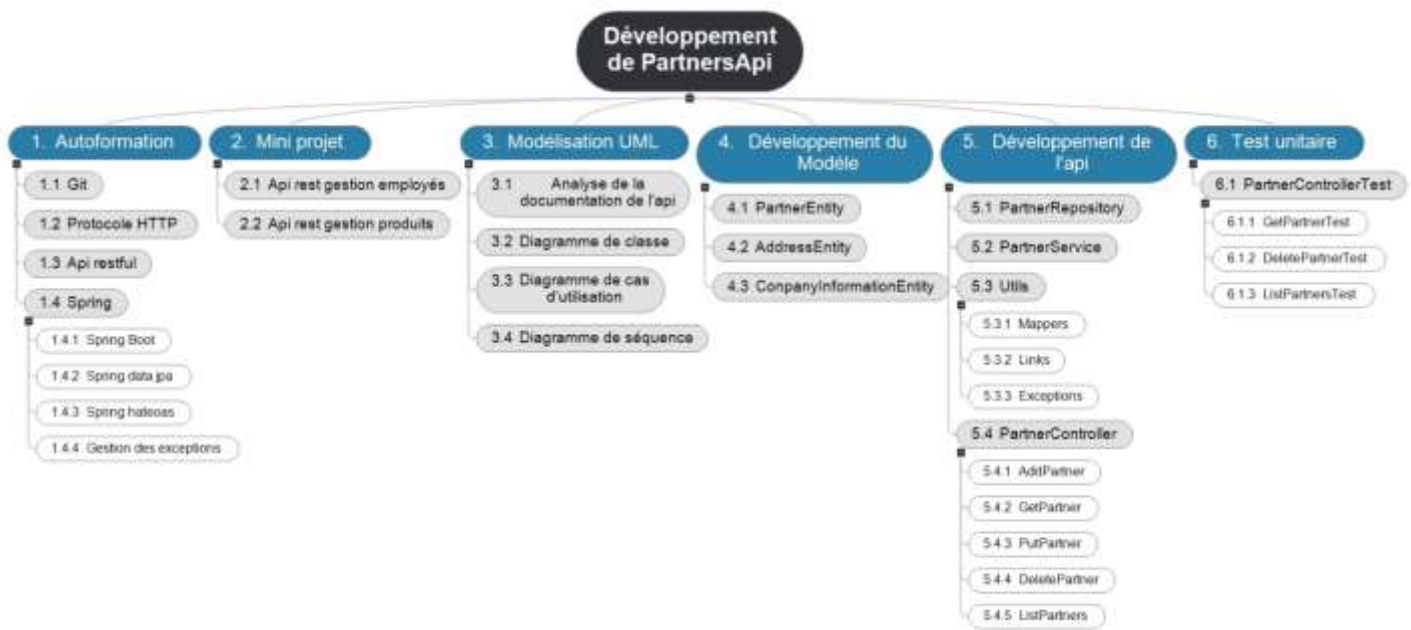 Développement
de PartnersApi
1. Autoformation
1.1 Git
1.2 Protocole HTTP
1.3 Api restful
1.4 Spring
1.4.1 Spring Boot
1.4.2 Spring data jpa
1.4.3 Spring hateoas
1.4.4 Gestion des exceptions
2. Mini projet
2.1 Api rest gestion employés
2.2 Api rest gestion produits
3. Modélisation UML
3.1 Analyse de la
documentation de l'api
3.2 Diagramme de classe
3.3 Diagramme de cas
d'utilisation
3.4 Diagramme de séquence
4. Développement du
Modèle
4.1 PartnerEntity
4.2 AddressEntity
4.3 ConpanyInformationEntity
5. Développement de
l'api
5.1 PartnerRepository
5.2 PartnerService
5.3 Utils
5.3.1 Mappers
5.3.2 Links
5.3.3 Exceptions
5.4 PartnerController
5.4.1 AddPartner
5.4.2 GetPartner
5.4.3 PutPartner
5.4.4 DeletePartner
5.4.5 ListPartners
6. Test unitaire
6.1 PartnerControllerTest
6.1.1 GetPartnerTest
6.1.2 DeletePartnerTest
6.1.3 ListPartnersTest